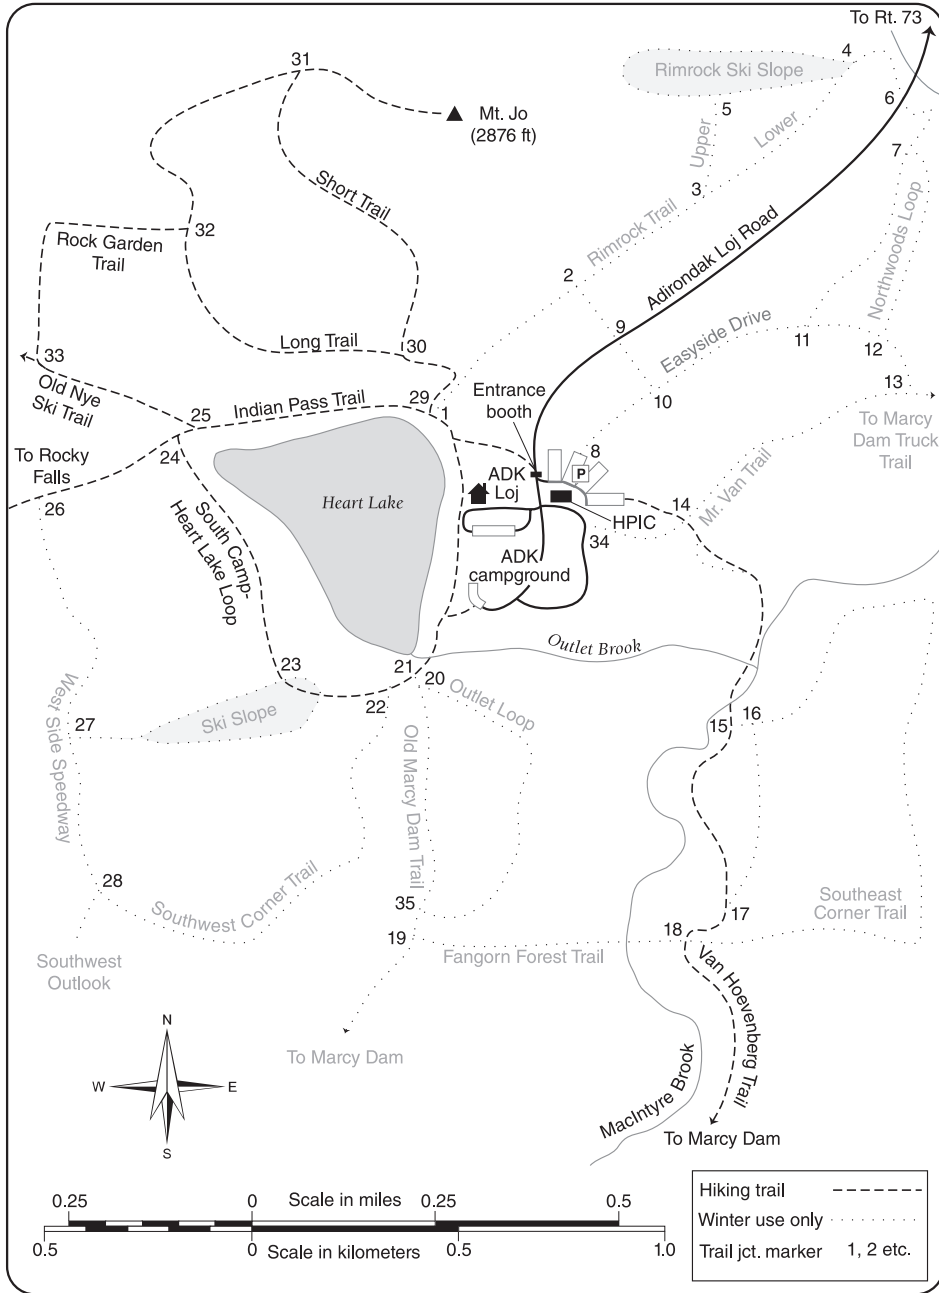 To Rt. 73
31
4
Rimrock Ski Slope
6
Mt. Jo
(2876 ft)
5
Upper
Lower
7
Short Trail
3
Rimrock Trail
Northwoods Loop
32
Rock Garden
Trail
2
Adirondak Loj Road
9
Easyside Drive
11
12
33
Long Trail
30
Old Nye
Ski Trail
Entrance
booth
13
25
Indian Pass Trail
29
1
10
To Marcy
Dam Truck
Trail
To Rocky
Falls
24
8
P
ADK
Loj
Mr. Van Trail
26
Heart Lake
14
HPIC
34
South Camp-
Heart Lake Loop
ADK
campground
Outlet Brook
23
21
20
22
Outlet Loop
Ski Slope
27
West Side Speedway
15
16
Old Marcy Dam Trail
28
Southwest Corner Trail
35
17
Southeast
Corner Trail
19
18
Fangorn Forest Trail
Southwest
Outlook
Van Hoevenberg Trail
To Marcy Dam
N
W
E
S
MacIntyre Brook
To Marcy Dam
0.25
0
Scale in miles
0.25
0.5
0.5
0
Scale in kilometers
0.5
1.0
Hiking trail
Winter use only
Trail jct. marker 1, 2 etc.